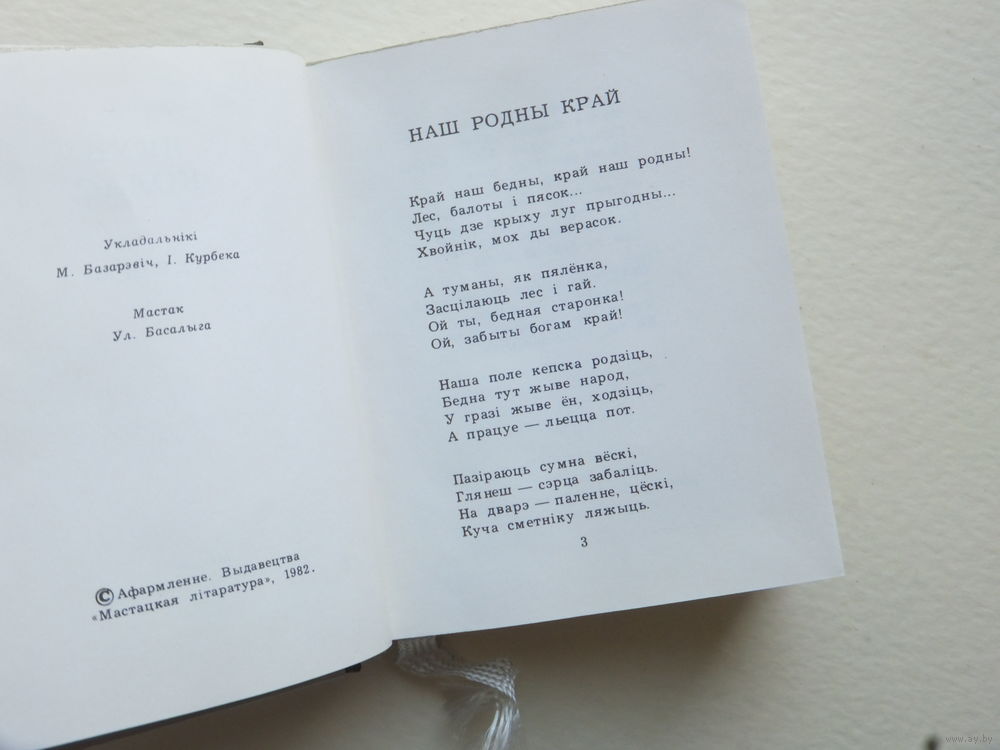 Укладальнікі
М. Базарэвіч, І. Курбека
Мастак
Ул. Басалыга
© Афармленне. Выдавецтва
«Мастацкая літаратура», 1982.
НАШ РОДНЫ КРАЙ
Край наш бедны, край наш родны!
Лес, балоты і пясок...
Чуць дзе крыху луг прыгодны...
Хвойнік, мох ды верасок.
А туманы, як пялёнка,
Засцілаюць лес і гай.
Ой ты, бедная старонка!
Ой, забыты богам край!
Наша поле кепска родзіць,
Бедна тут жыве народ,
У гразі жыве ён, ходзіць,
А працуе — льецца пот.
Пазіраюць сумна вёскі,
Глянеш — сэрца забаліць.
На дварэ — паленне, цёскі,
Куча сметніку ляжыць.
3
www.ay.by